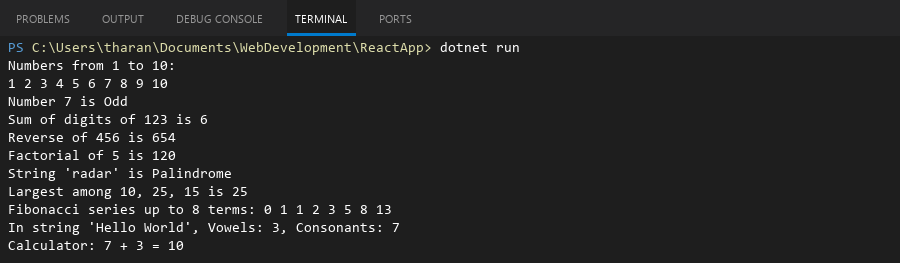 PROBLEMS OUTPUT DEBUG CONSOLE TERMINAL PORTS
PS C:\Users\tharan\Documents\WebDevelopment\ReactApp> dotnet run
Numbers from 1 to 10:
1 2 3 4 5 6 7 8 9 10
Number 7 is Odd
Sum of digits of 123 is 6
Reverse of 456 is 654
Factorial of 5 is 120
String 'radar' is Palindrome
Largest among 10, 25, 15 is 25
Fibonacci series up to 8 terms: 0 1 1 2 3 5 8 13
In string 'Hello World', Vowels: 3, Consonants: 7
Calculator: 7 + 3 = 10